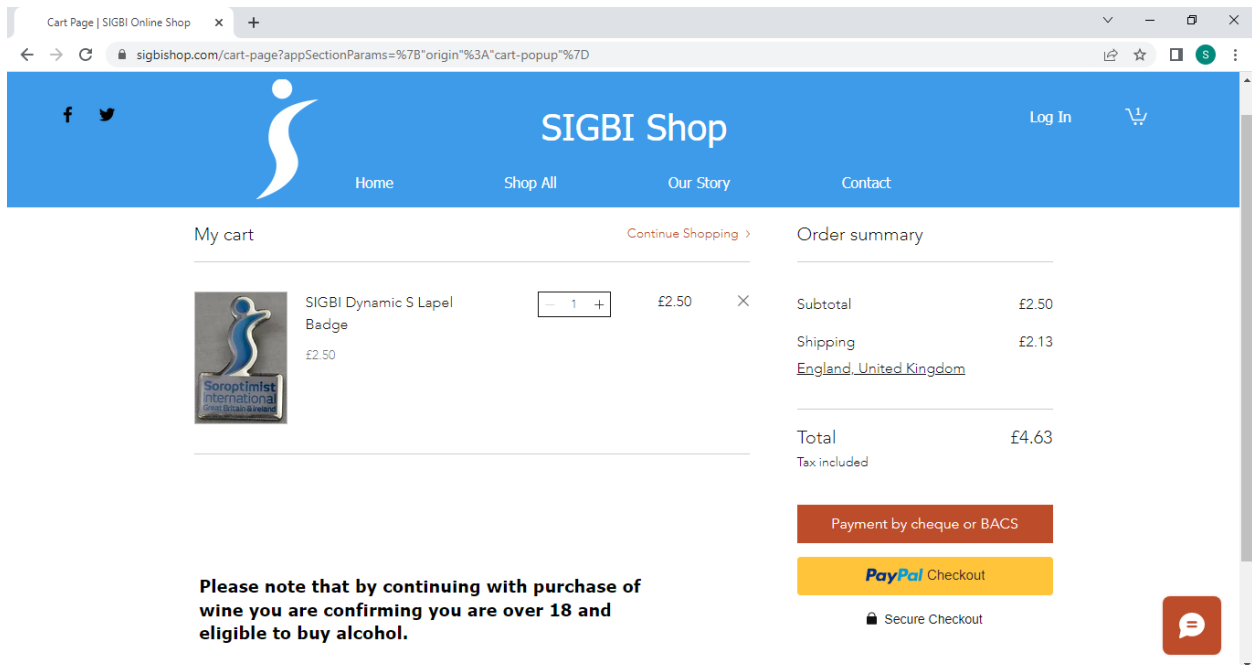 Cart Page | SIGBI Online Shop
sigbishop.com/cart-page?appSectionParams=%7B"origin"%3A"cart-popup"%7D
S
SIGBI Shop
Log In
1
Home Shop All Our Story Contact
My cart
Continue Shopping
SIGBI Dynamic S Lapel
Badge
£2.50
1
£2.50
Soroptimist
International
Great Britain & Ireland
Order summary
Subtotal £2.50
Shipping £2.13
England, United Kingdom
Total £4.63
Tax included
Payment by cheque or BACS
PayPal Checkout
Secure Checkout
Please note that by continuing with purchase of
wine you are confirming you are over 18 and
eligible to buy alcohol.